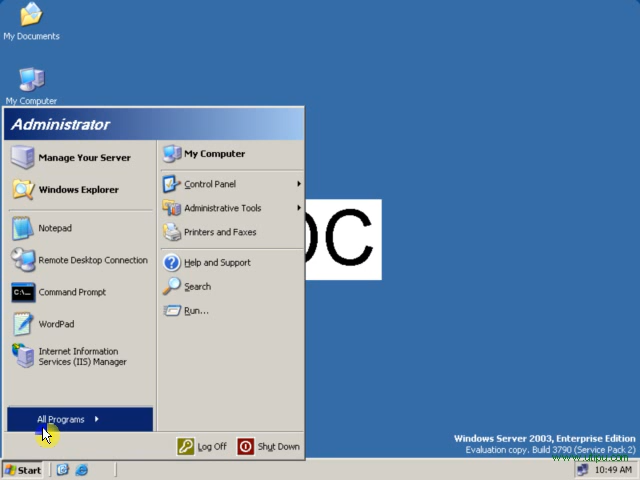 My Documents
My Computer
Administrator
Manage Your Server
Windows Explorer
Notepad
Remote Desktop Connection
Command Prompt
C:\
WordPad
Internet Information
Services (IIS) Manager
All Programs
My Computer
Control Panel
Administrative Tools
Printers and Faxes
Help and Support
Search
Run...
Log Off
Shut Down
DC
Windows Server 2003, Enterprise Edition
Evaluation copy. Build 3790 (Service Pack 2)
Start
10:49 AM